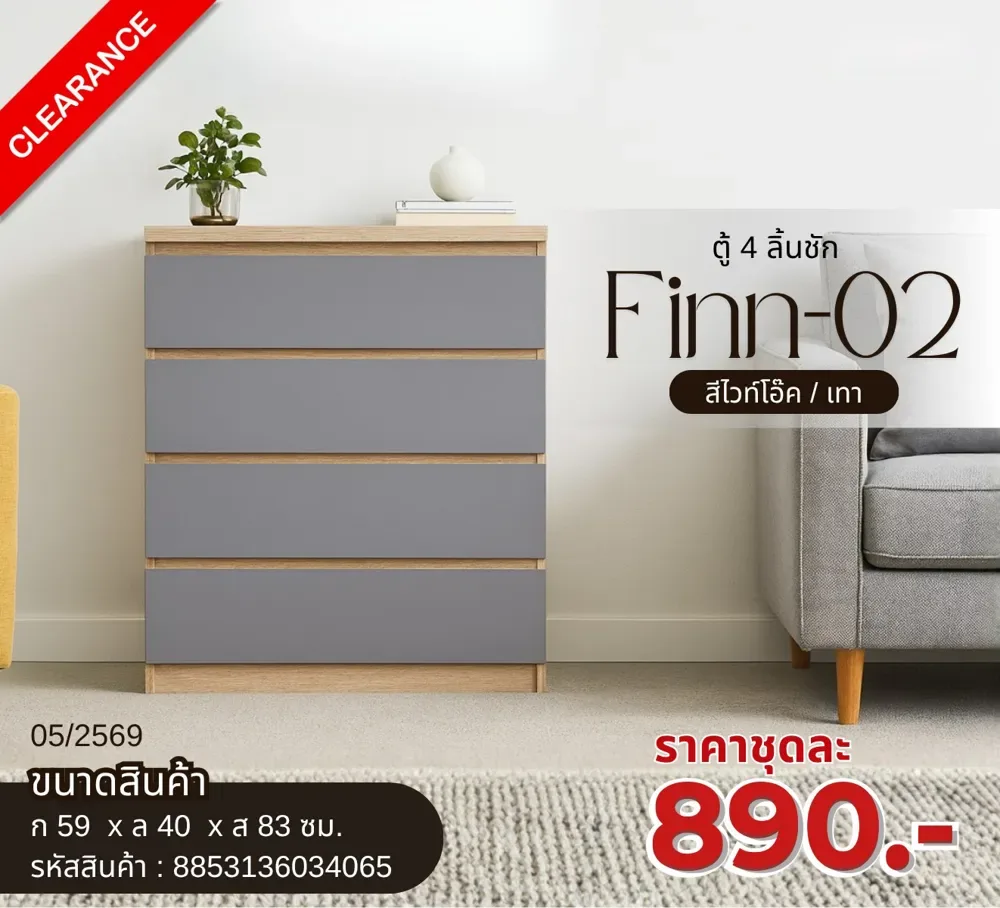 CLEARANCE
ตู้ 4 ลิ้นชัก
Finn-02
สีไวท์โอ๊ค / เทา
05/2569
ขนาดสินค้า
ก 59 x ล 40 x ส 83 ซม.
รหัสสินค้า : 8853136034065
ราคาชุดละ
890.-